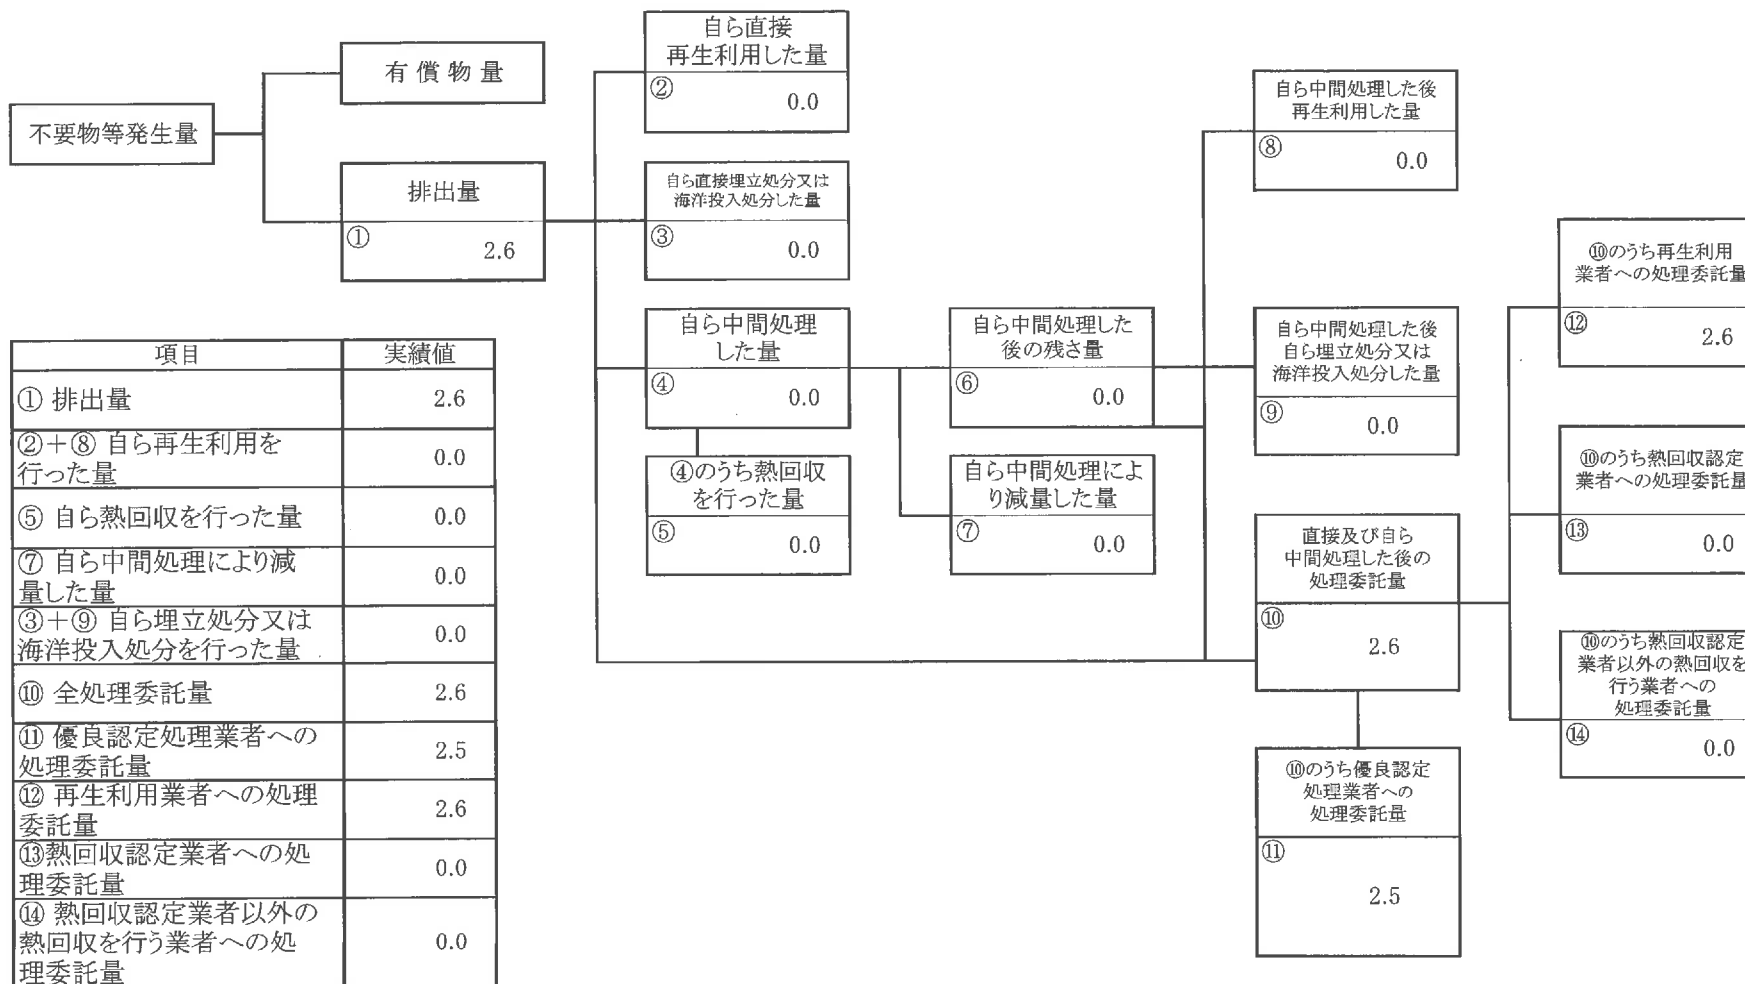 不要物等発生量
有償物量
排出量
①
2.6
自ら直接
再生利用した量
②
0.0
自ら直接埋立処分又は
海洋投入処分した量
③
0.0
自ら中間処理
した量
④
0.0
④のうち熱回収
を行った量
⑤
0.0
自ら中間処理した
後の残さ量
⑥
0.0
自ら中間処理によ
り減量した量
⑦
0.0
自ら中間処理した後
再生利用した量
⑧
0.0
自ら中間処理した後
自ら埋立処分又は
海洋投入処分した量
⑨
0.0
直接及び自ら
中間処理した後の
処理委託量
⑩
2.6
⑩のうち優良認定
処理業者への
処理委託量
⑪
2.5
⑩のうち再生利用
業者への処理委託量
⑫
2.6
⑩のうち熱回収認定
業者への処理委託量
⑬
0.0
⑩のうち熱回収認定
業者以外の熱回収を
行う業者への
処理委託量
⑭
0.0
項目 実績値
① 排出量 2.6
②+⑧ 自ら再生利用を
行った量 0.0
⑤ 自ら熱回収を行った量 0.0
⑦ 自ら中間処理により減
量した量 0.0
③+⑨ 自ら埋立処分又は
海洋投入処分を行った量 0.0
⑩ 全処理委託量 2.6
⑪ 優良認定処理業者への
処理委託量 2.5
⑫ 再生利用業者への処理
委託量 2.6
⑬熱回収認定業者への処
理委託量 0.0
⑭ 熱回収認定業者以外の
熱回収を行う業者への処
理委託量 0.0